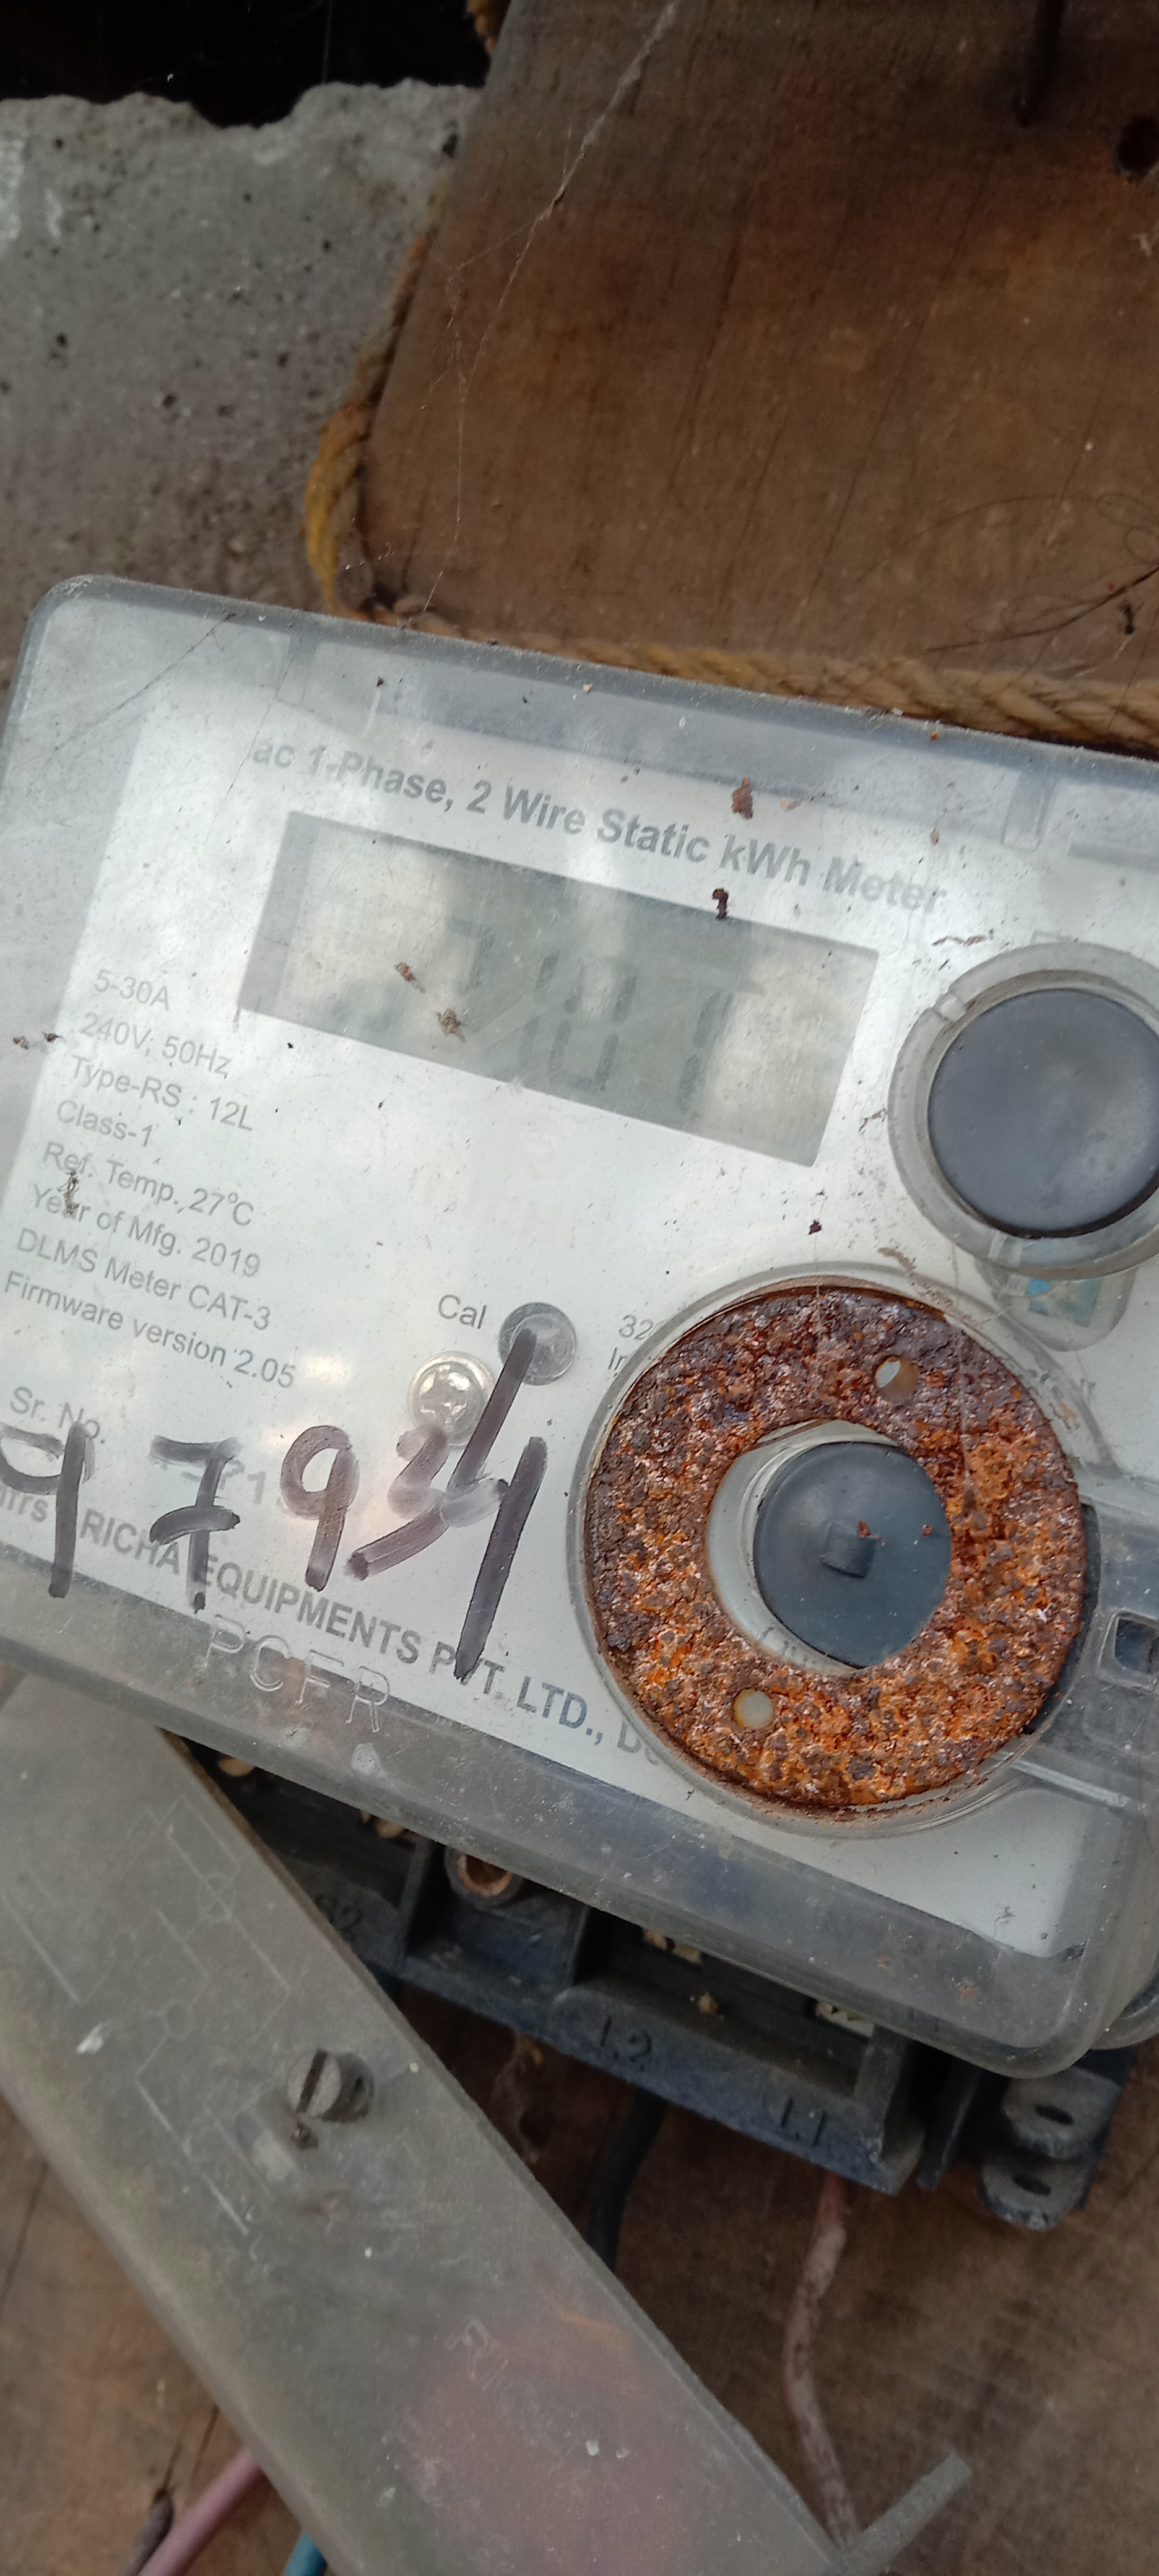 ac 1-Phase, 2 Wire Static kWh Meter
5-30A
240V, 50Hz
Type-RS : 12L
Class-1
Ref. Temp. 27°C
Year of Mfg. 2019
DLMS Meter CAT-3
Firmware version 2.05
Cal
32
Sr. No.
RICHA EQUIPMENTS PVT. LTD.,
PCFR
L2
L1